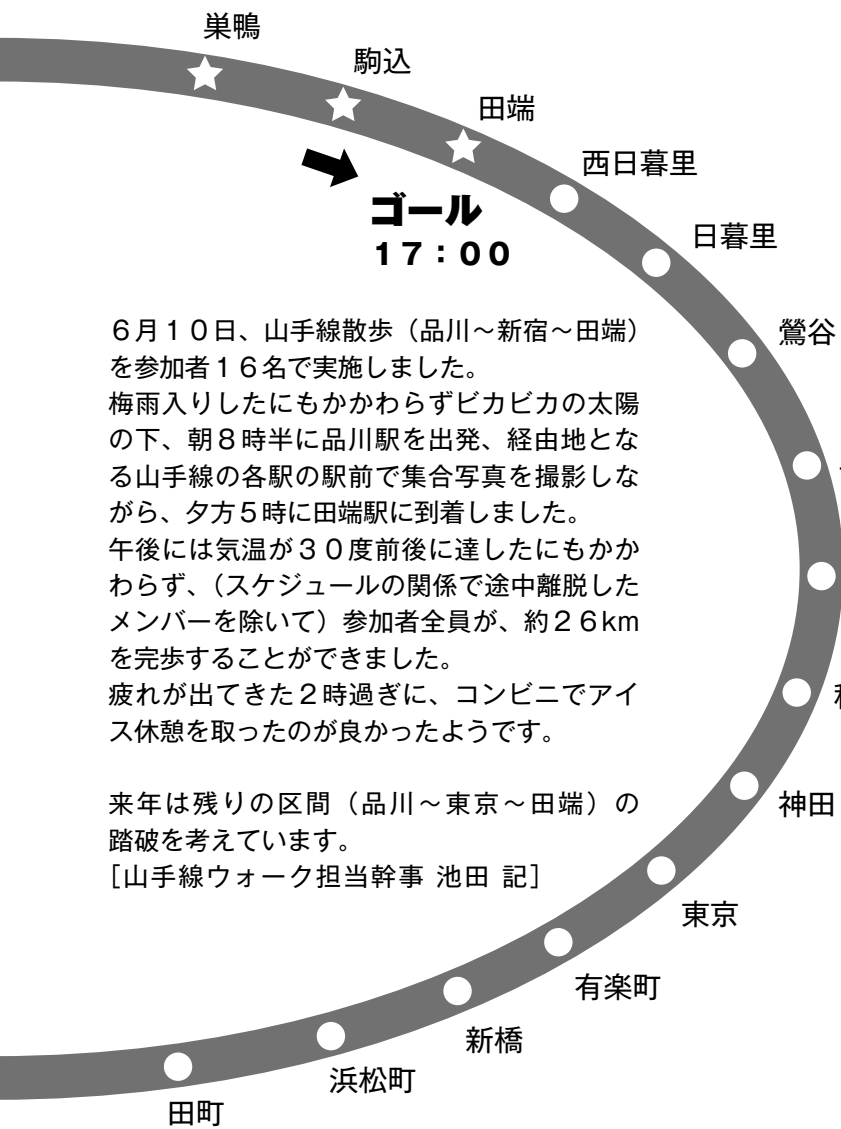 巣鴨
駒込
田端
西日暮里
ゴール
１７：００
日暮里
鶯谷
６月１０日、山手線散歩（品川～新宿～田端）
を参加者１６名で実施しました。
梅雨入りしたにもかかわらずピカピカの太陽
の下、朝８時半に品川駅を出発、経由地とな
る山手線の各駅の駅前で集合写真を撮影しな
がら、夕方５時に田端駅に到着しました。
午後には気温が３０度前後に達したにもかか
わらず、（スケジュールの関係で途中離脱した
メンバーを除いて）参加者全員が、約２６km
を完歩することができました。
疲れが出てきた２時過ぎに、コンビニでアイ
ス休憩を取ったのが良かったようです。
来年は残りの区間（品川～東京～田端）の
踏破を考えています。
［山手線ウォーク担当幹事 池田 記］
神田
東京
有楽町
新橋
浜松町
田町